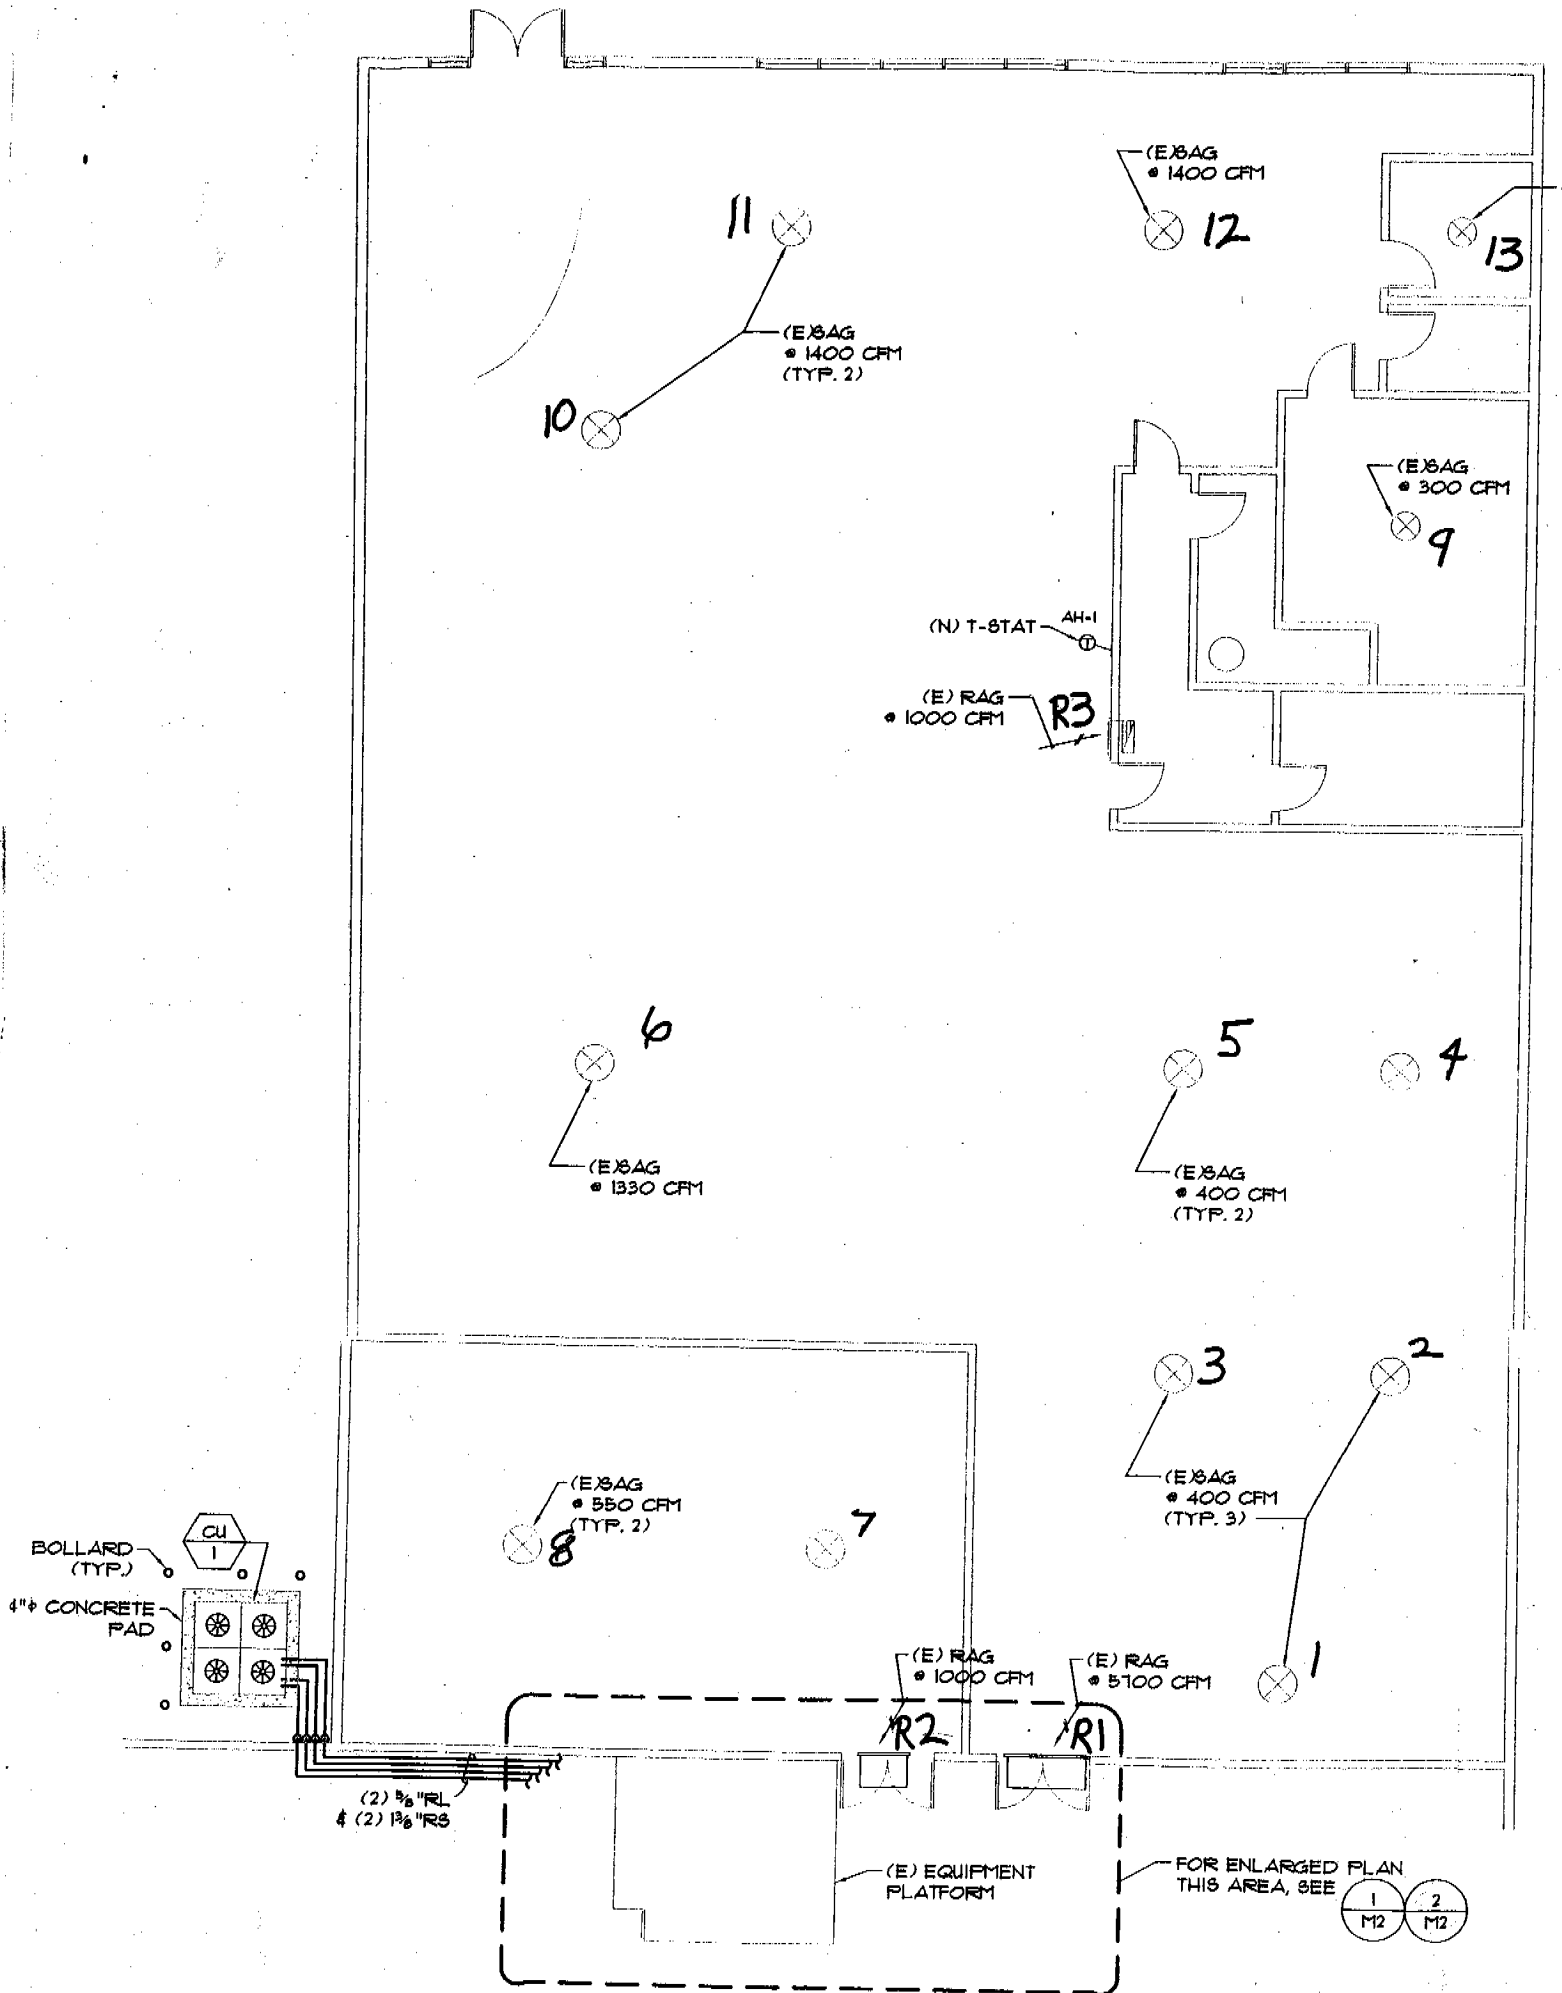 (E)SAG
@ 1400 CFM
12
11
13
(E)SAG
@ 1400 CFM
(TYP. 2)
10
(E)SAG
@ 300 CFM
9
(N) T-STAT
AH-1
T
(E) RAG
@ 1000 CFM
R3
6
5
4
(E)SAG
@ 1330 CFM
(E)SAG
@ 400 CFM
(TYP. 2)
3
2
(E)SAG
@ 400 CFM
(TYP. 3)
(E)SAG
@ 550 CFM
(TYP. 2)
8
7
CU
1
BOLLARD
(TYP.)
4"φ CONCRETE
PAD
(E) RAG
@ 1000 CFM
R2
(E) RAG
@ 5700 CFM
R1
1
(2) 5/8"RL
& (2) 1 3/8"RS
(E) EQUIPMENT
PLATFORM
FOR ENLARGED PLAN
THIS AREA, SEE
1
M2
2
M2